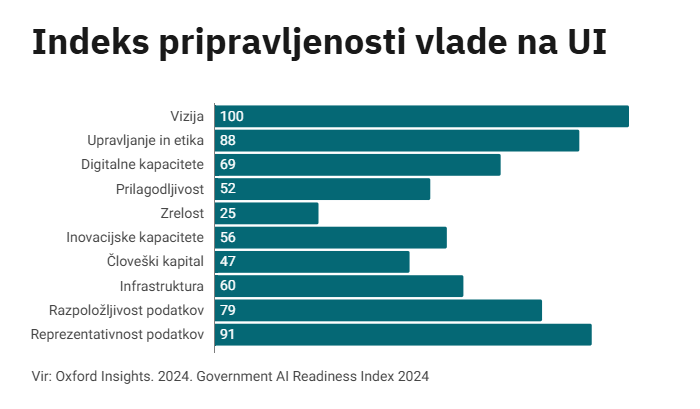 Indeks pripravljenosti vlade na UI
Vizija 100
Upravljanje in etika 88
Digitalne kapacitete 69
Prilagodljivost 52
Zrelost 25
Inovacijske kapacitete 56
Človeški kapital 47
Infrastruktura 60
Razpoložljivost podatkov 79
Reprezentativnost podatkov 91
Vir: Oxford Insights. 2024. Government AI Readiness Index 2024